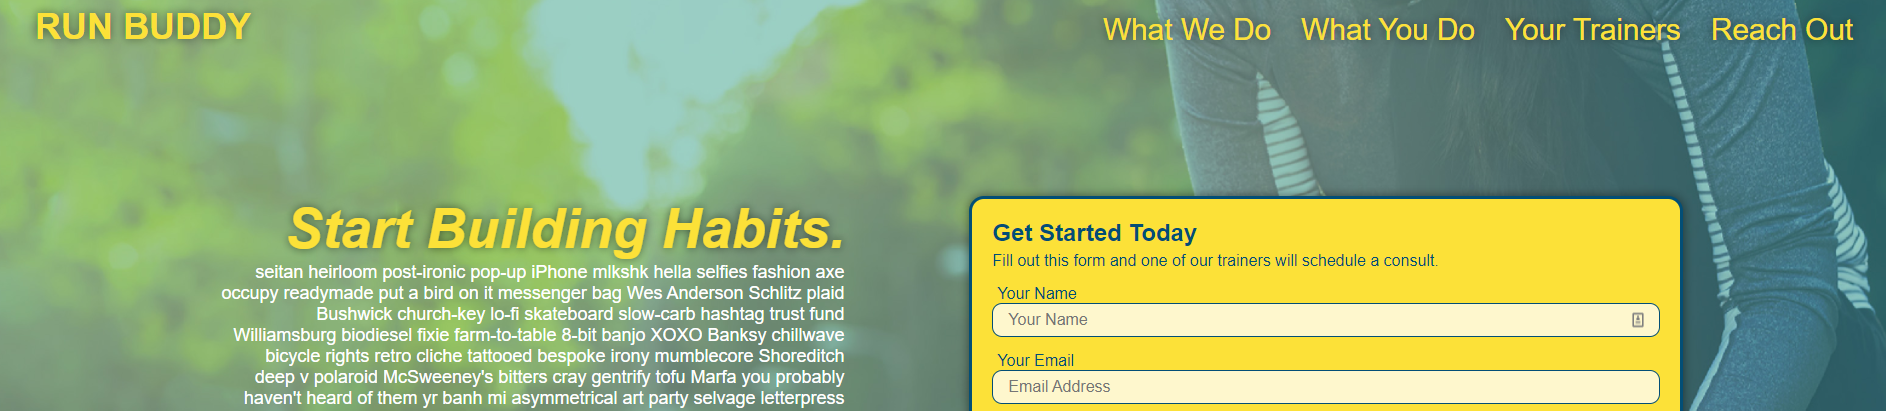 RUN BUDDY
What We Do What You Do Your Trainers Reach Out
Start Building Habits.
seitan heirloom post-ironic pop-up iPhone mlkshk hella selfies fashion axe
occupy readymade put a bird on it messenger bag Wes Anderson Schlitz plaid
Bushwick church-key lo-fi skateboard slow-carb hashtag trust fund
Williamsburg biodiesel fixie farm-to-table 8-bit banjo XOXO Banksy chillwave
bicycle rights retro cliche tattooed bespoke irony mumblecore Shoreditch
deep v polaroid McSweeney's bitters cray gentrify tofu Marfa you probably
haven't heard of them yr banh mi asymmetrical art party selvage letterpress
Get Started Today
Fill out this form and one of our trainers will schedule a consult.
Your Name
Your Name
Your Email
Email Address